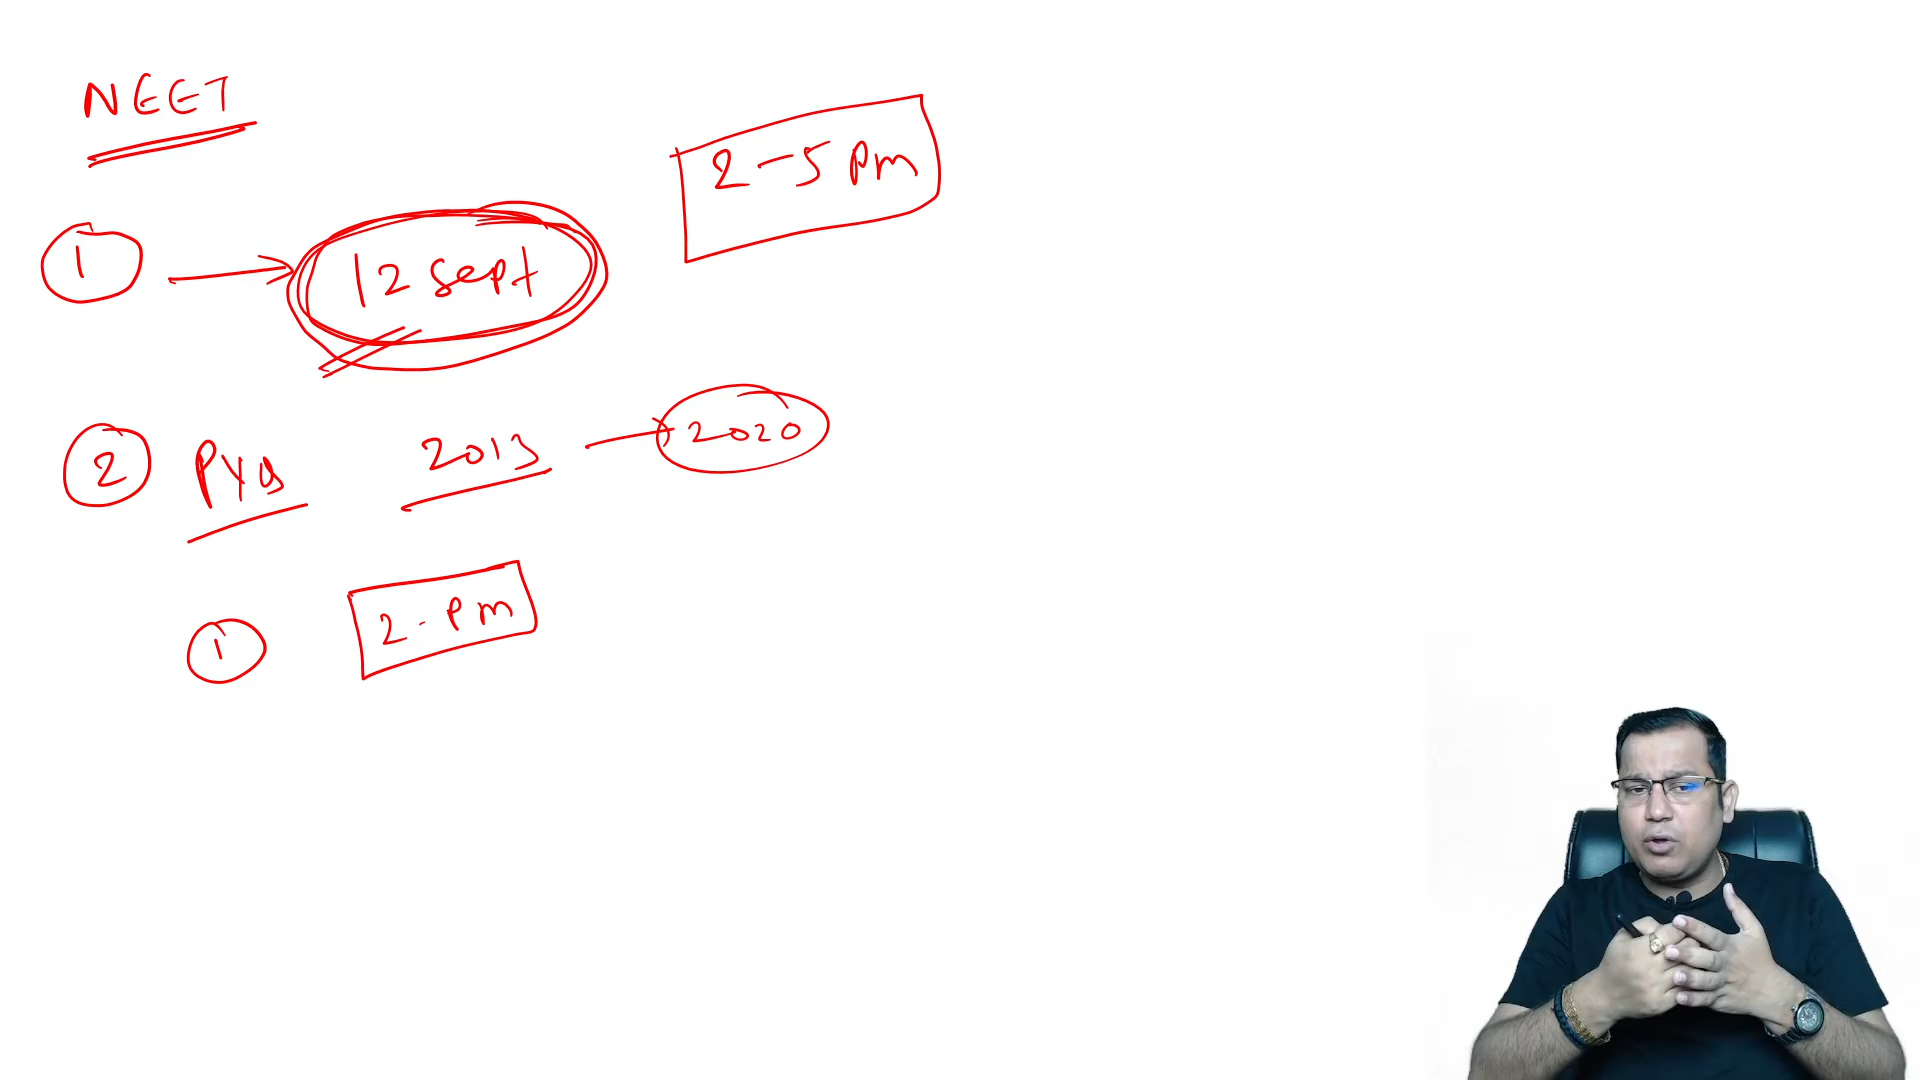 NEET
2-5 Pm
① → 12 Sept
② PYQ 2013 → 2020
① 2-Pm